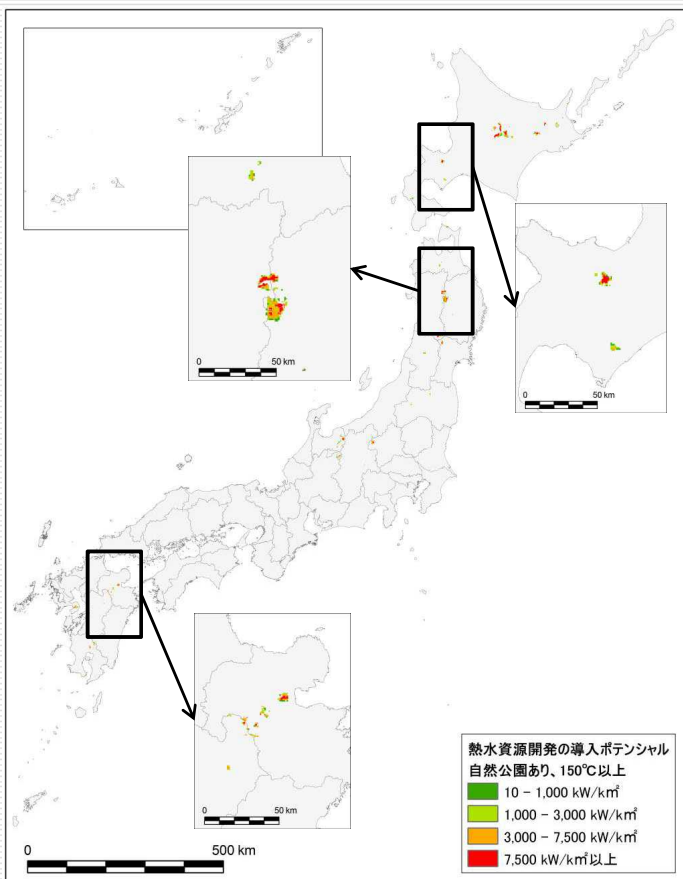 0 50 km
0 50 km
0 50 km
熱水資源開発の導入ポテンシャル
自然公園あり、150℃以上
10 - 1,000 kW/k㎡
1,000 - 3,000 kW/k㎡
3,000 - 7,500 kW/k㎡
7,500 kW/k㎡以上
0 500 km